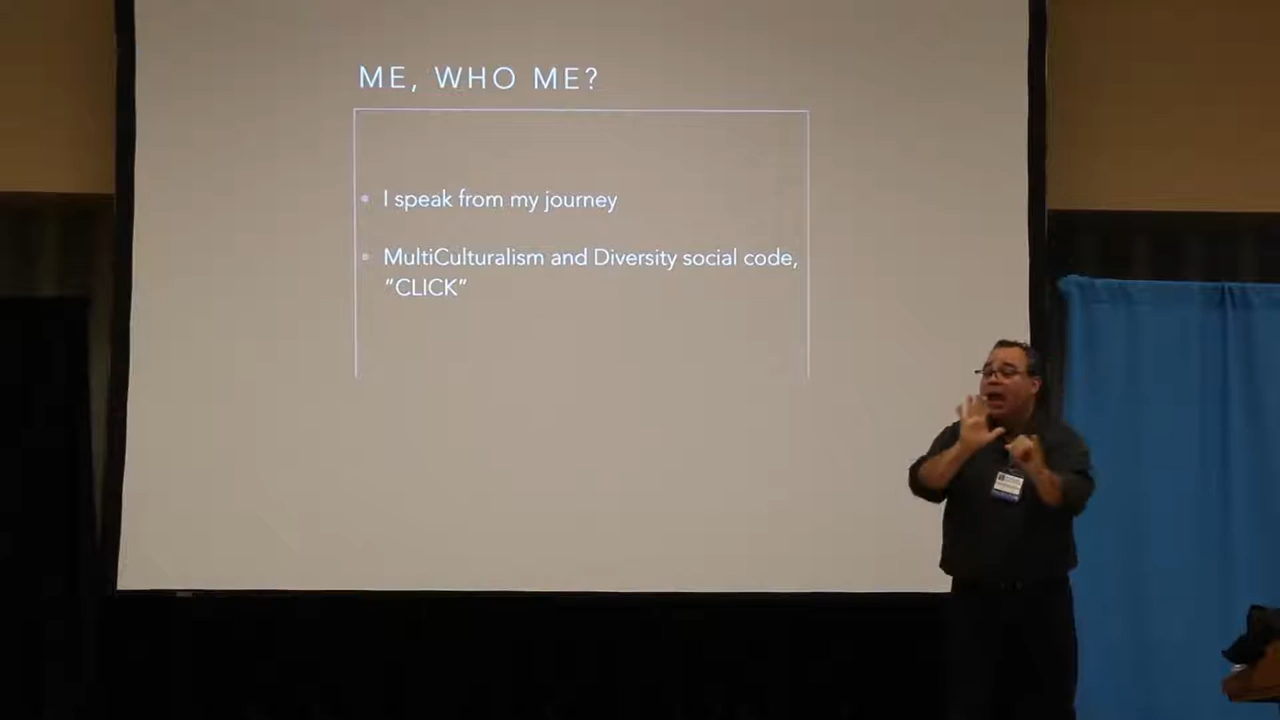 ME, WHO ME?
• I speak from my journey
• MultiCulturalism and Diversity social code,
"CLICK"